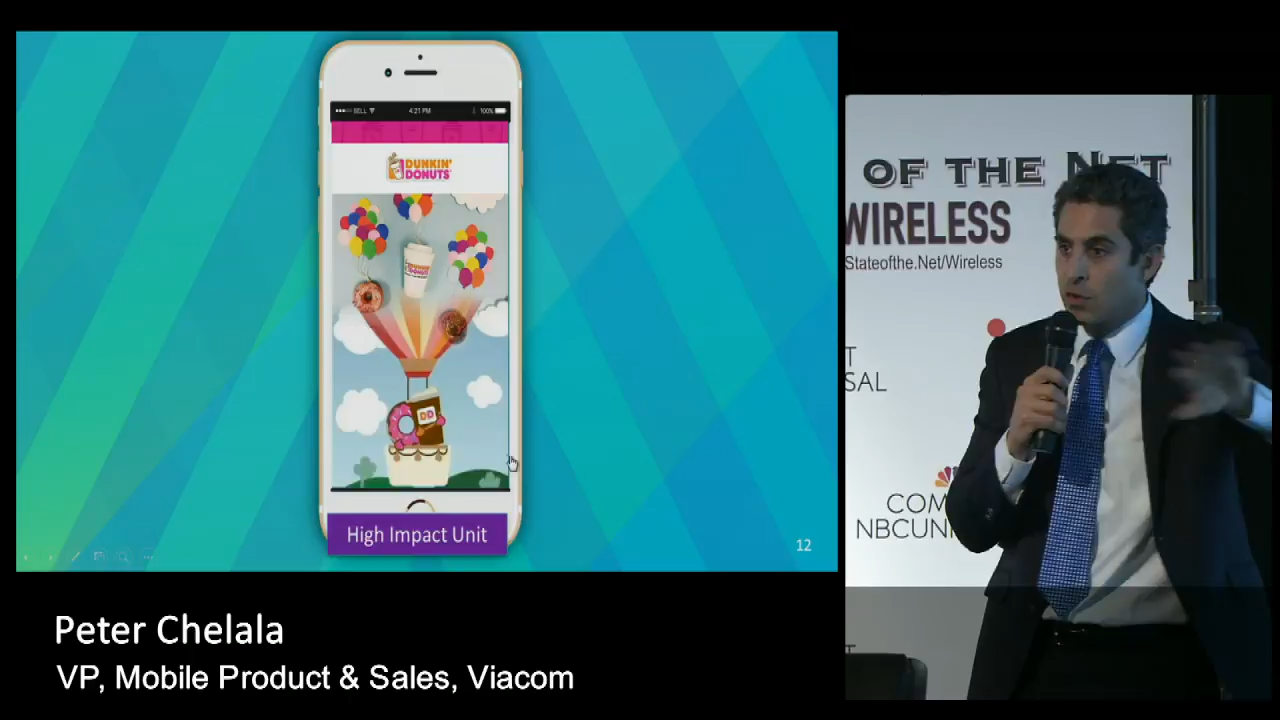 BELL
4:21 PM
100%
DUNKIN'
DONUTS
DUNKIN'
DONUTS
DD
High Impact Unit
12
OF THE NET
WIRELESS
Stateofthe.Net/Wireless
T
SAL
COM
NBCUNI
T
Peter Chelala
VP, Mobile Product & Sales, Viacom